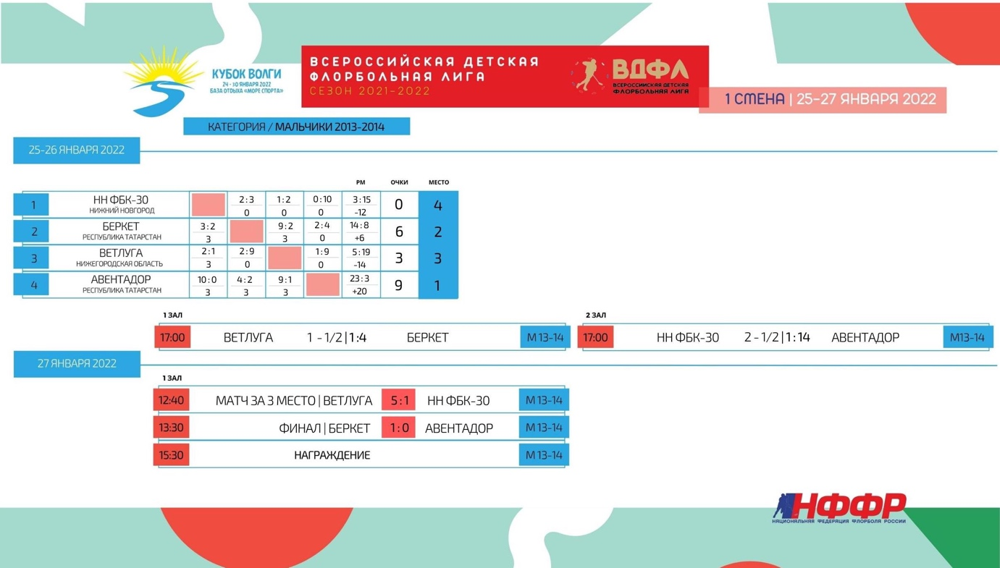 КУБОК ВОЛГИ
24 - 30 ЯНВАРЯ 2022
БАЗА ОТДЫХА «МОРЕ СПОРТА»
ВСЕРОССИЙСКАЯ ДЕТСКАЯ
ФЛОРБОЛЬНАЯ ЛИГА
СЕЗОН 2021-2022
ВДФЛ
ВСЕРОССИЙСКАЯ ДЕТСКАЯ
ФЛОРБОЛЬНАЯ ЛИГА
1 СМЕНА | 25-27 ЯНВАРЯ 2022
КАТЕГОРИЯ / МАЛЬЧИКИ 2013-2014
25-26 ЯНВАРЯ 2022
РМ ОЧКИ МЕСТО
1 НН ФБК-30 2:3 1:2 0:10 3:15 0 4
НИЖНИЙ НОВГОРОД 0 0 0 -12
2 БЕРКЕТ 3:2 9:2 2:4 14:8 6 2
РЕСПУБЛИКА ТАТАРСТАН 3 3 0 +6
3 ВЕТЛУГА 2:1 2:9 1:9 5:19 3 3
НИЖЕГОРОДСКАЯ ОБЛАСТЬ 3 0 0 -14
4 АВЕНТАДОР 10:0 4:2 9:1 23:3 9 1
РЕСПУБЛИКА ТАТАРСТАН 3 3 3 +20
1 ЗАЛ
17:00 ВЕТЛУГА 1 - 1/2 | 1:4 БЕРКЕТ М 13-14
2 ЗАЛ
17:00 НН ФБК-30 2 - 1/2 | 1:14 АВЕНТАДОР М13-14
27 ЯНВАРЯ 2022
1 ЗАЛ
12:40 МАТЧ ЗА 3 МЕСТО | ВЕТЛУГА 5:1 НН ФБК-30 М 13-14
13:30 ФИНАЛ | БЕРКЕТ 1:0 АВЕНТАДОР М 13-14
15:30 НАГРАЖДЕНИЕ М 13-14
НФФР
НАЦИОНАЛЬНАЯ ФЕДЕРАЦИЯ ФЛОРБОЛА РОССИИ